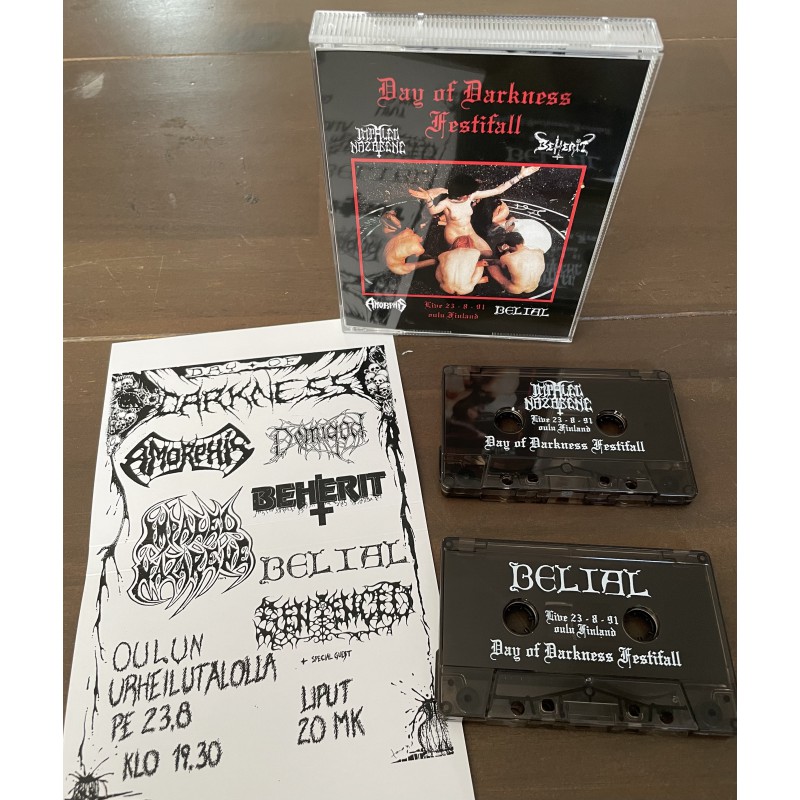 Day of Darkness
Festifall
IMPALED
NAZARENE
BEHERIT
AMORPHIS
Live 23 - 8 - 91
oulu Finland
BELIAL
DAY OF
DARKNESS
AMORPHIS
Demigod
BEHERIT
IMPALED
NAZARENE
BELIAL
SENTENCED
+ SPECIAL GUEST
OULUN
URHEILUTALOLLA
PE 23.8
KLO 19.30
LIPUT
20 MK
IMPALED
NAZARENE
Live 23 - 8 - 91
oulu Finland
Day of Darkness Festifall
BELIAL
Live 23 - 8 - 91
oulu Finland
Day of Darkness Festifall